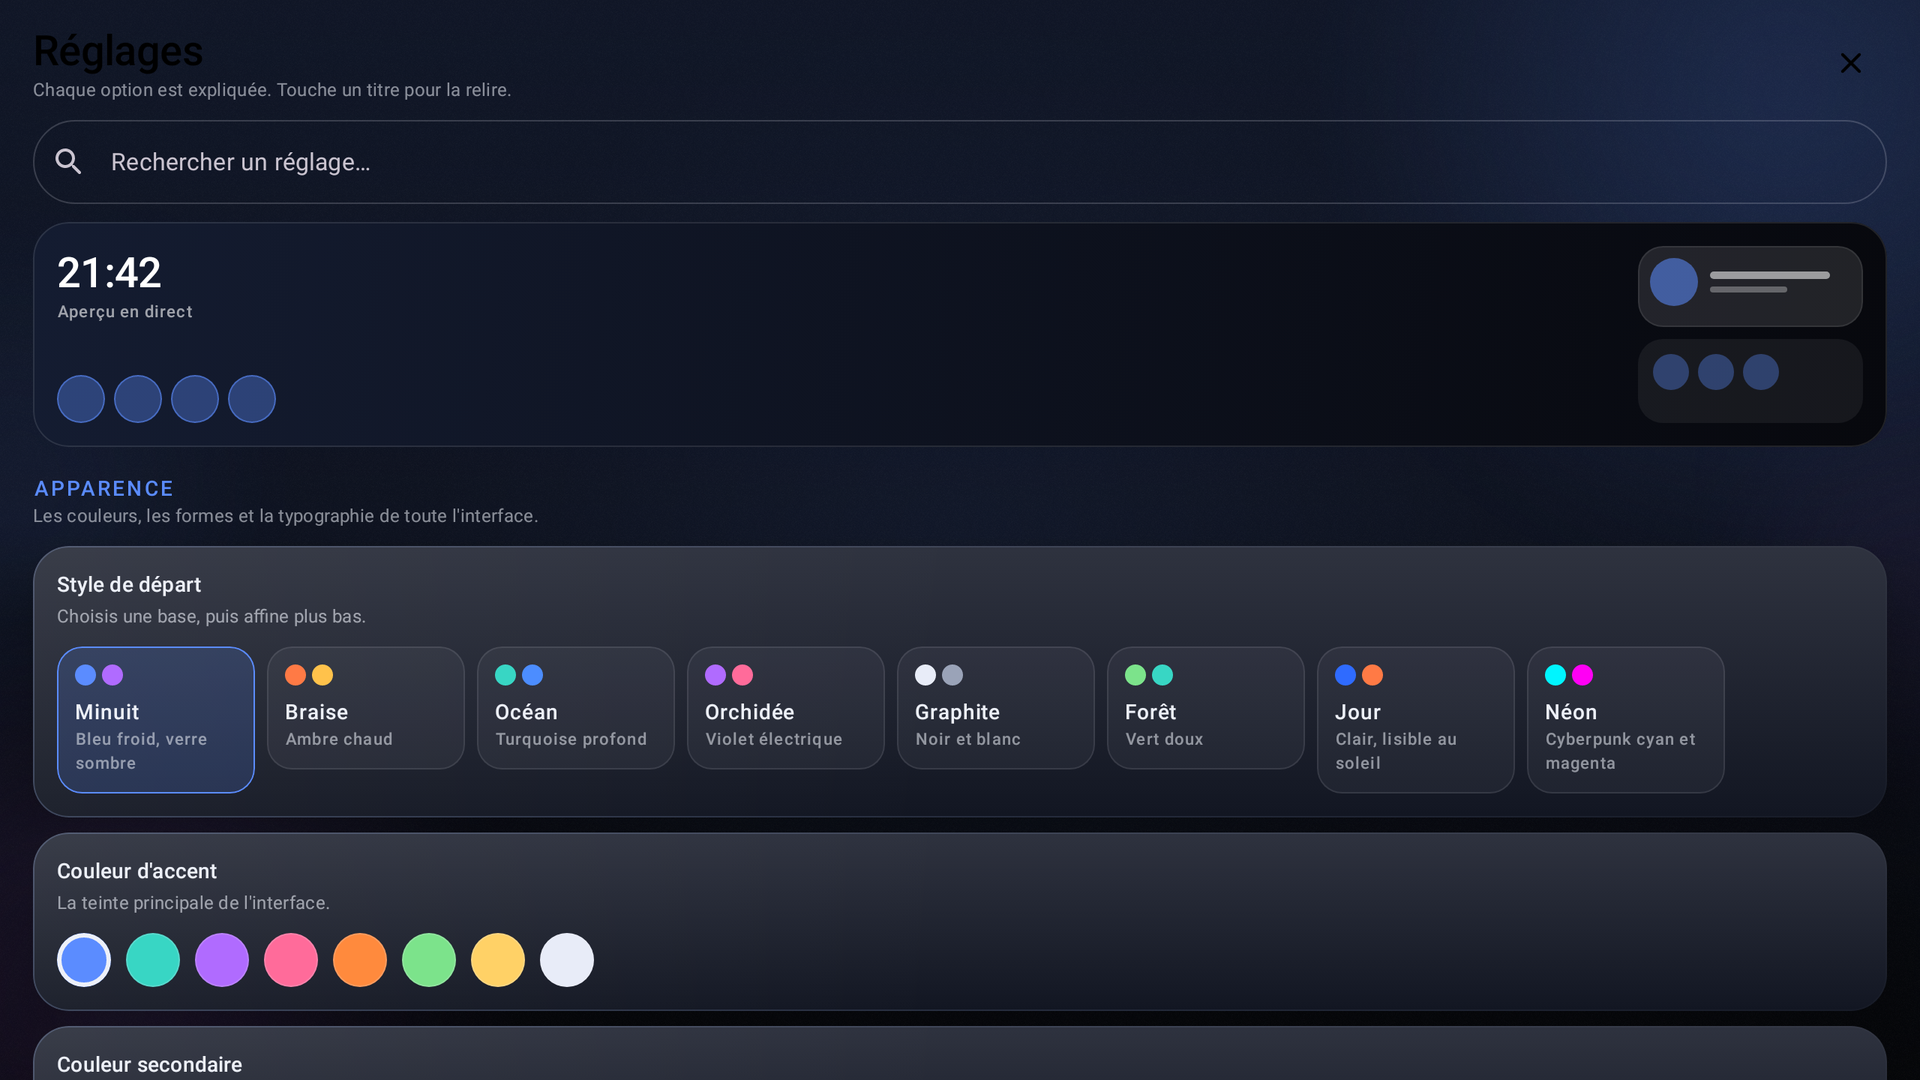 Réglages
Chaque option est expliquée. Touche un titre pour la relire.
Rechercher un réglage…
21:42
Aperçu en direct
APPARENCE
Les couleurs, les formes et la typographie de toute l'interface.
Style de départ
Choisis une base, puis affine plus bas.
Minuit
Bleu froid, verre
sombre
Braise
Ambre chaud
Océan
Turquoise profond
Orchidée
Violet électrique
Graphite
Noir et blanc
Forêt
Vert doux
Jour
Clair, lisible au
soleil
Néon
Cyberpunk cyan et
magenta
Couleur d'accent
La teinte principale de l'interface.
Couleur secondaire